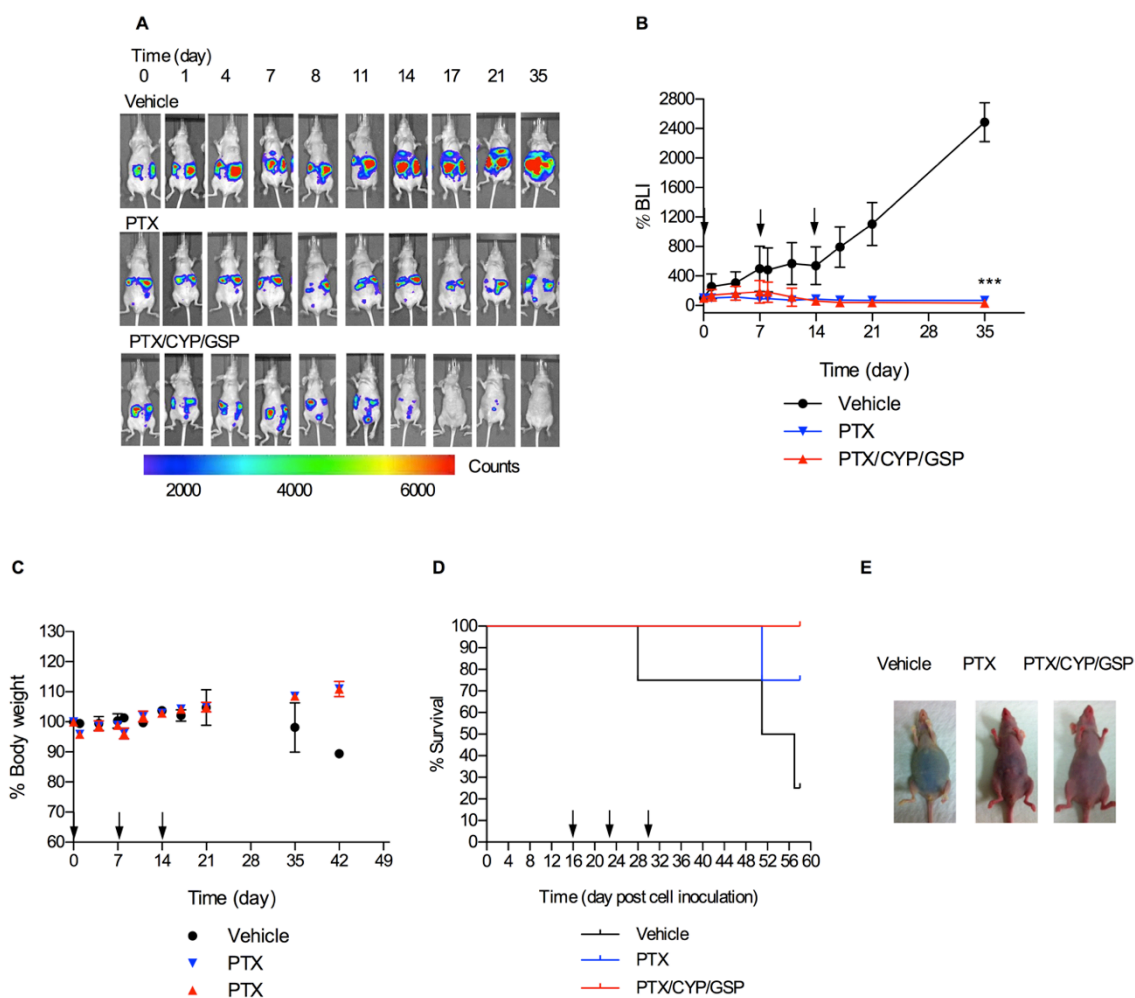 A
Time (day)
0 1 4 7 8 11 14 17 21 35
Vehicle
PTX
PTX/CYP/GSP
Counts
2000 4000 6000
B
2800
2400
2000
1600
1200
800
400
100
% BLI
***
0 7 14 21 28 35
Time (day)
Vehicle
PTX
PTX/CYP/GSP
C
130
120
110
100
90
80
70
60
% Body weight
0 7 14 21 28 35 42 49
Time (day)
Vehicle
PTX
PTX
D
100
90
80
70
60
50
40
30
20
10
0
% Survival
0 4 8 12 16 20 24 28 32 36 40 44 48 52 56 60
Time (day post cell inoculation)
Vehicle
PTX
PTX/CYP/GSP
E
Vehicle PTX PTX/CYP/GSP